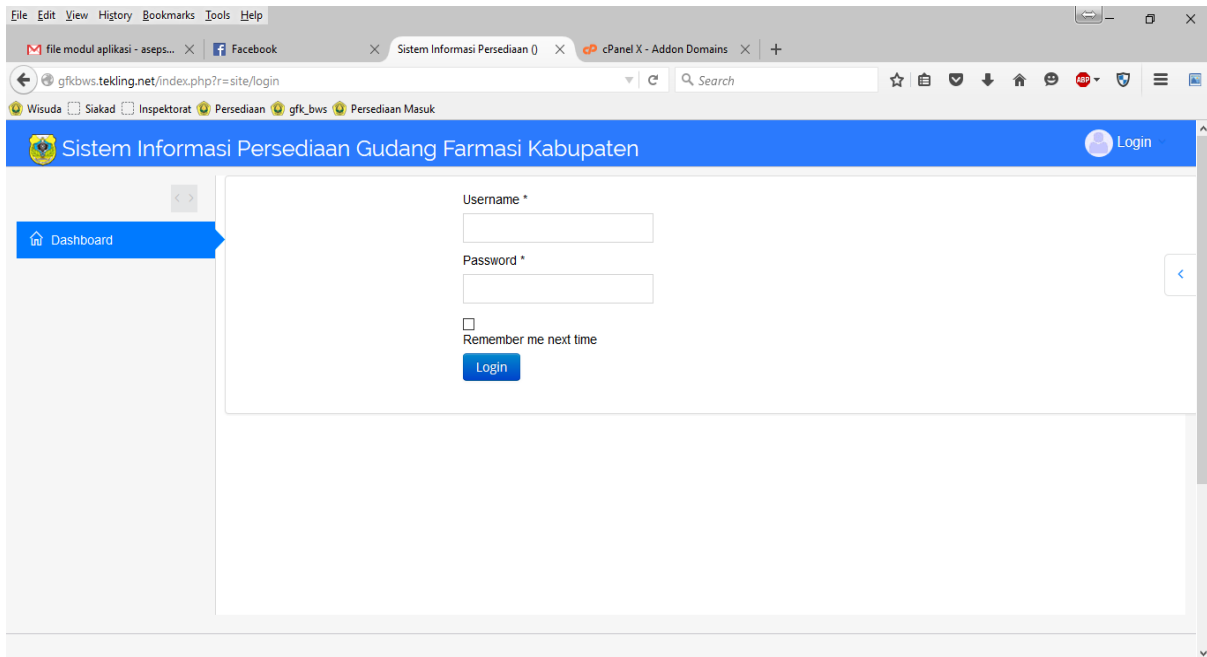 File Edit View History Bookmarks Tools Help
file modul aplikasi - aseps... Facebook Sistem Informasi Persediaan () cPanel X - Addon Domains
gfkbws.tekling.net/index.php?r=site/login Search ABP
Wisuda Siakad Inspektorat Persediaan gfk_bws Persediaan Masuk
Sistem Informasi Persediaan Gudang Farmasi Kabupaten Login
Username *
Dashboard
Password *
Remember me next time
Login